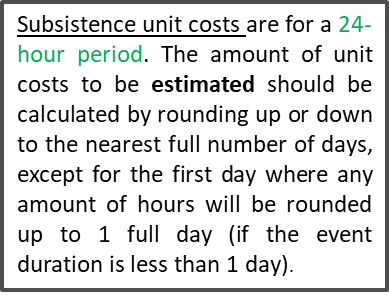 Subsistence unit costs are for a 24-
hour period. The amount of unit
costs to be estimated should be
calculated by rounding up or down
to the nearest full number of days,
except for the first day where any
amount of hours will be rounded
up to 1 full day (if the event
duration is less than 1 day).